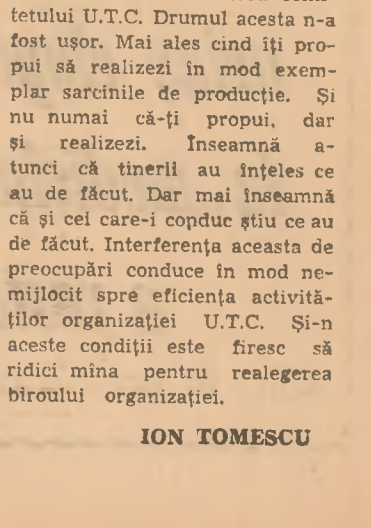 tetului U.T.C. Drumul acesta n-a
fost ușor. Mai ales cind îți pro-
pui să realizezi în mod exem-
plar sarcinile de producție. Și
nu numai că-ți propui, dar
și realizezi. Înseamnă a-
tunci că tinerii au înțeles ce
au de făcut. Dar mai înseamnă
că și cei care-i conduc știu ce au
de făcut. Interferența aceasta de
preocupări conduce în mod ne-
mijlocit spre eficiența activită-
ților organizației U.T.C. Și-n
aceste condiții este firesc să
ridici mîna pentru realegerea
biroului organizației.
ION TOMESCU